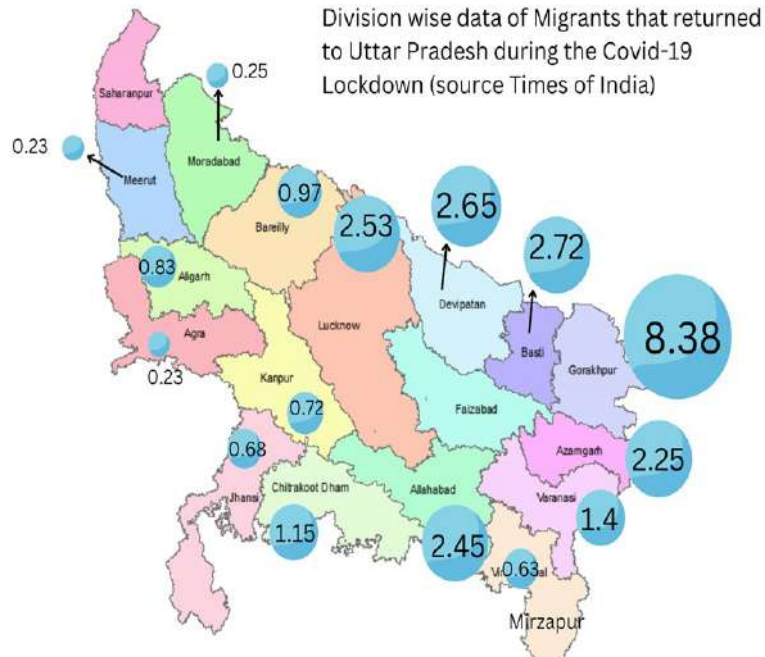 Division wise data of Migrants that returned
to Uttar Pradesh during the Covid-19
Lockdown (source Times of India)
0.25
Saharanpur
0.23
Moradabad
Meerut
0.97
2.65
2.53
Bareilly
2.72
0.83
Aligarh
Devipatan
Agra
Lucknow
Basti
8.38
0.23
Kanpur
Gorakhpur
0.72
Faizabad
0.68
Azamgarh
2.25
Jhansi
Chitrakoot Dham
Allahabad
Varanasi
1.15
2.45
1.4
0.63
Mirzapur